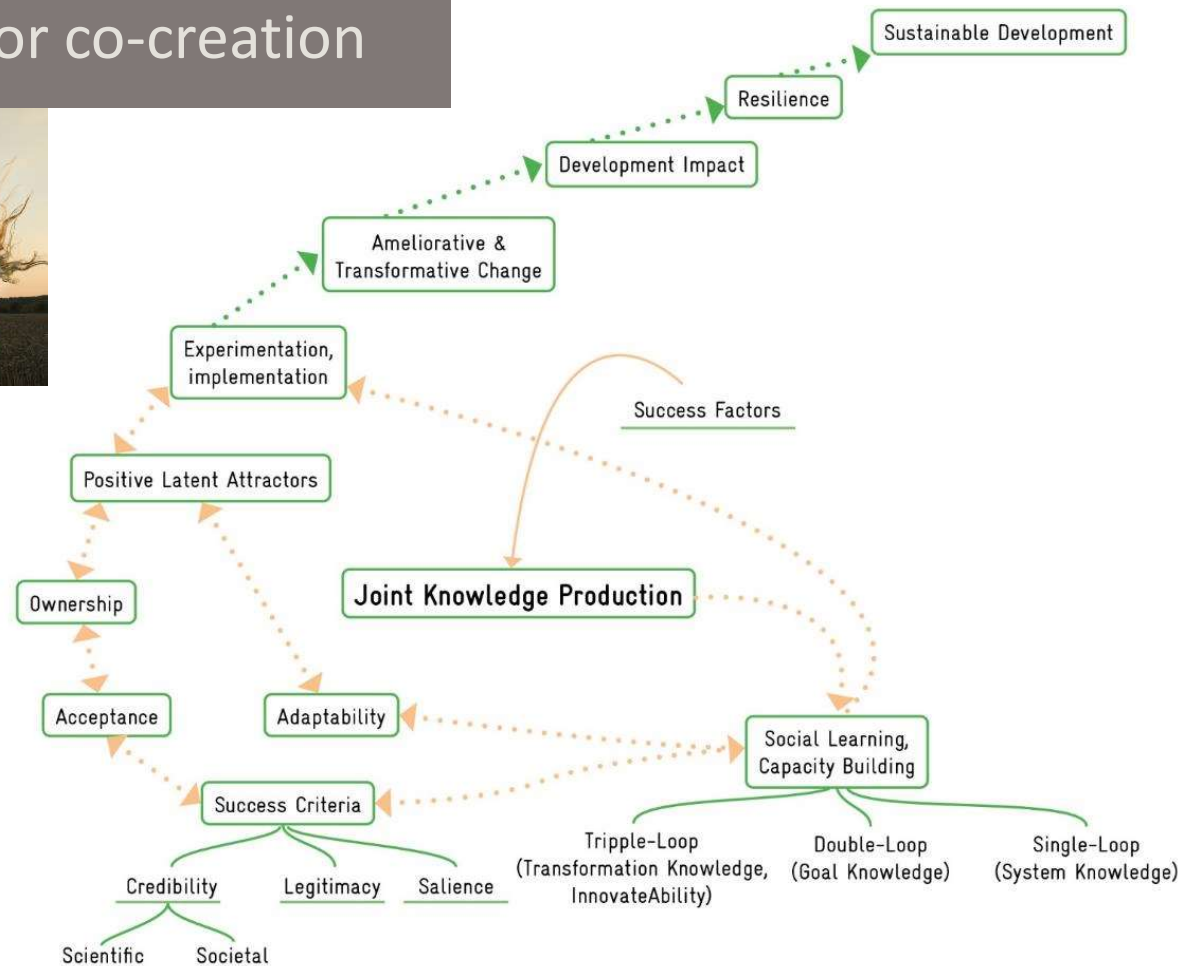 or co-creation
Sustainable Development
Resilience
Development Impact
Ameliorative &
Transformative Change
Experimentation,
implementation
Success Factors
Positive Latent Attractors
Joint Knowledge Production
Ownership
Acceptance
Adaptability
Social Learning,
Capacity Building
Success Criteria
Tripple-Loop
(Transformation Knowledge,
InnovateAbility)
Double-Loop
(Goal Knowledge)
Single-Loop
(System Knowledge)
Credibility
Legitimacy
Salience
Scientific
Societal